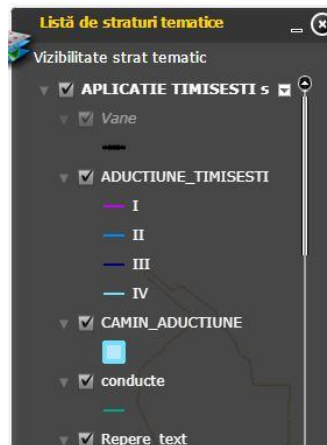 Listă de straturi tematice
Vizibilitate strat tematic
APLICATIE TIMISESTI s
Vane
ADUCTIUNE_TIMISESTI
I
II
III
IV
CAMIN_ADUCTIUNE
conducte
Repere_text